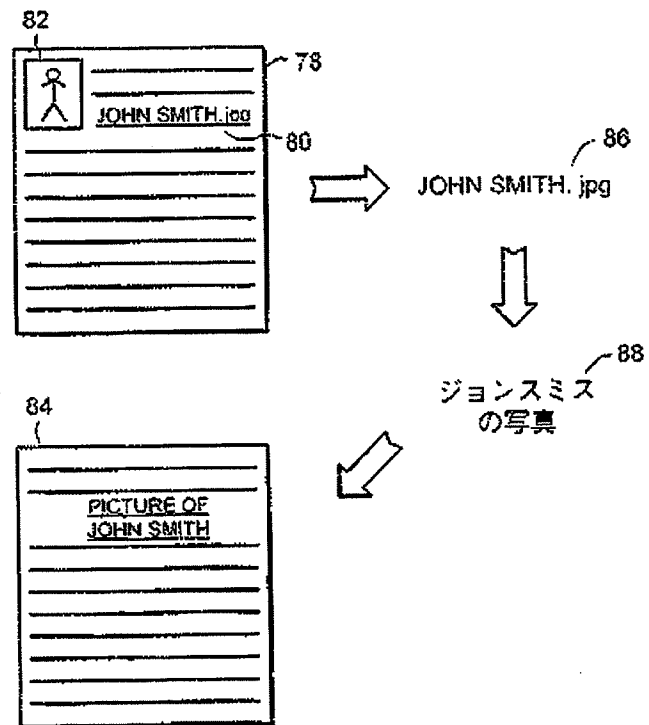 82
78
JOHN SMITH.jpg
80
86
JOHN SMITH. jpg
88
ジョンスミス
の写真
84
PICTURE OF
JOHN SMITH